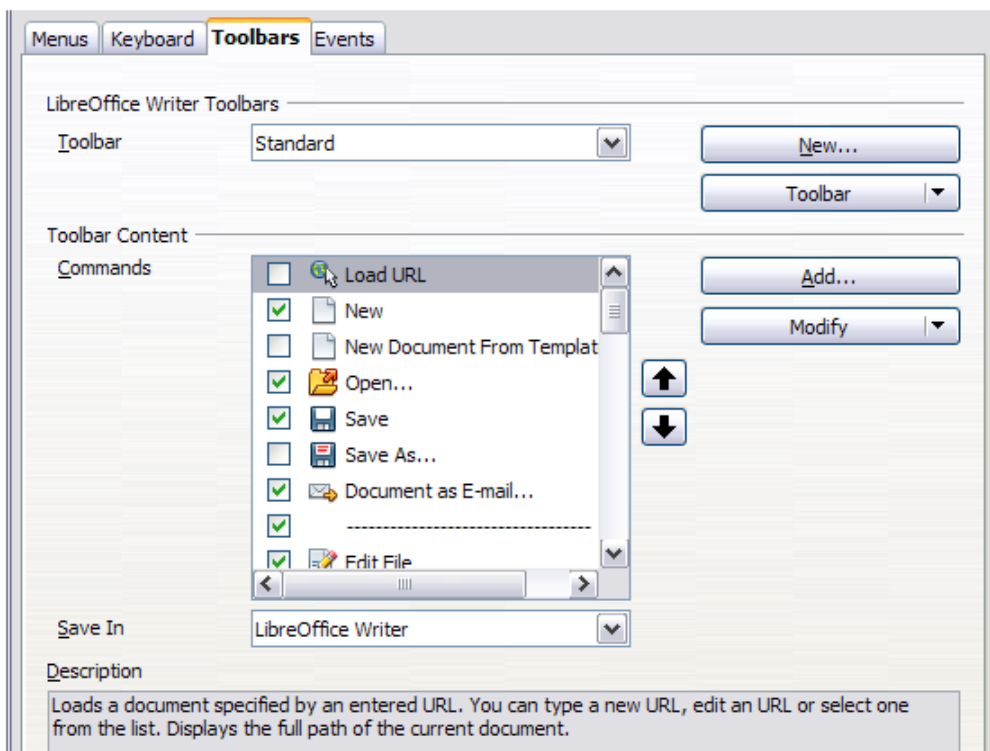 Menus Keyboard Toolbars Events
LibreOffice Writer Toolbars
Toolbar Standard New...
Toolbar
Toolbar Content
Commands Load URL Add...
New
Modify
New Document From Templat
Open...
Save
Save As...
Document as E-mail...
----------------------------------
Edit File
Save In LibreOffice Writer
Description
Loads a document specified by an entered URL. You can type a new URL, edit an URL or select one
from the list. Displays the full path of the current document.